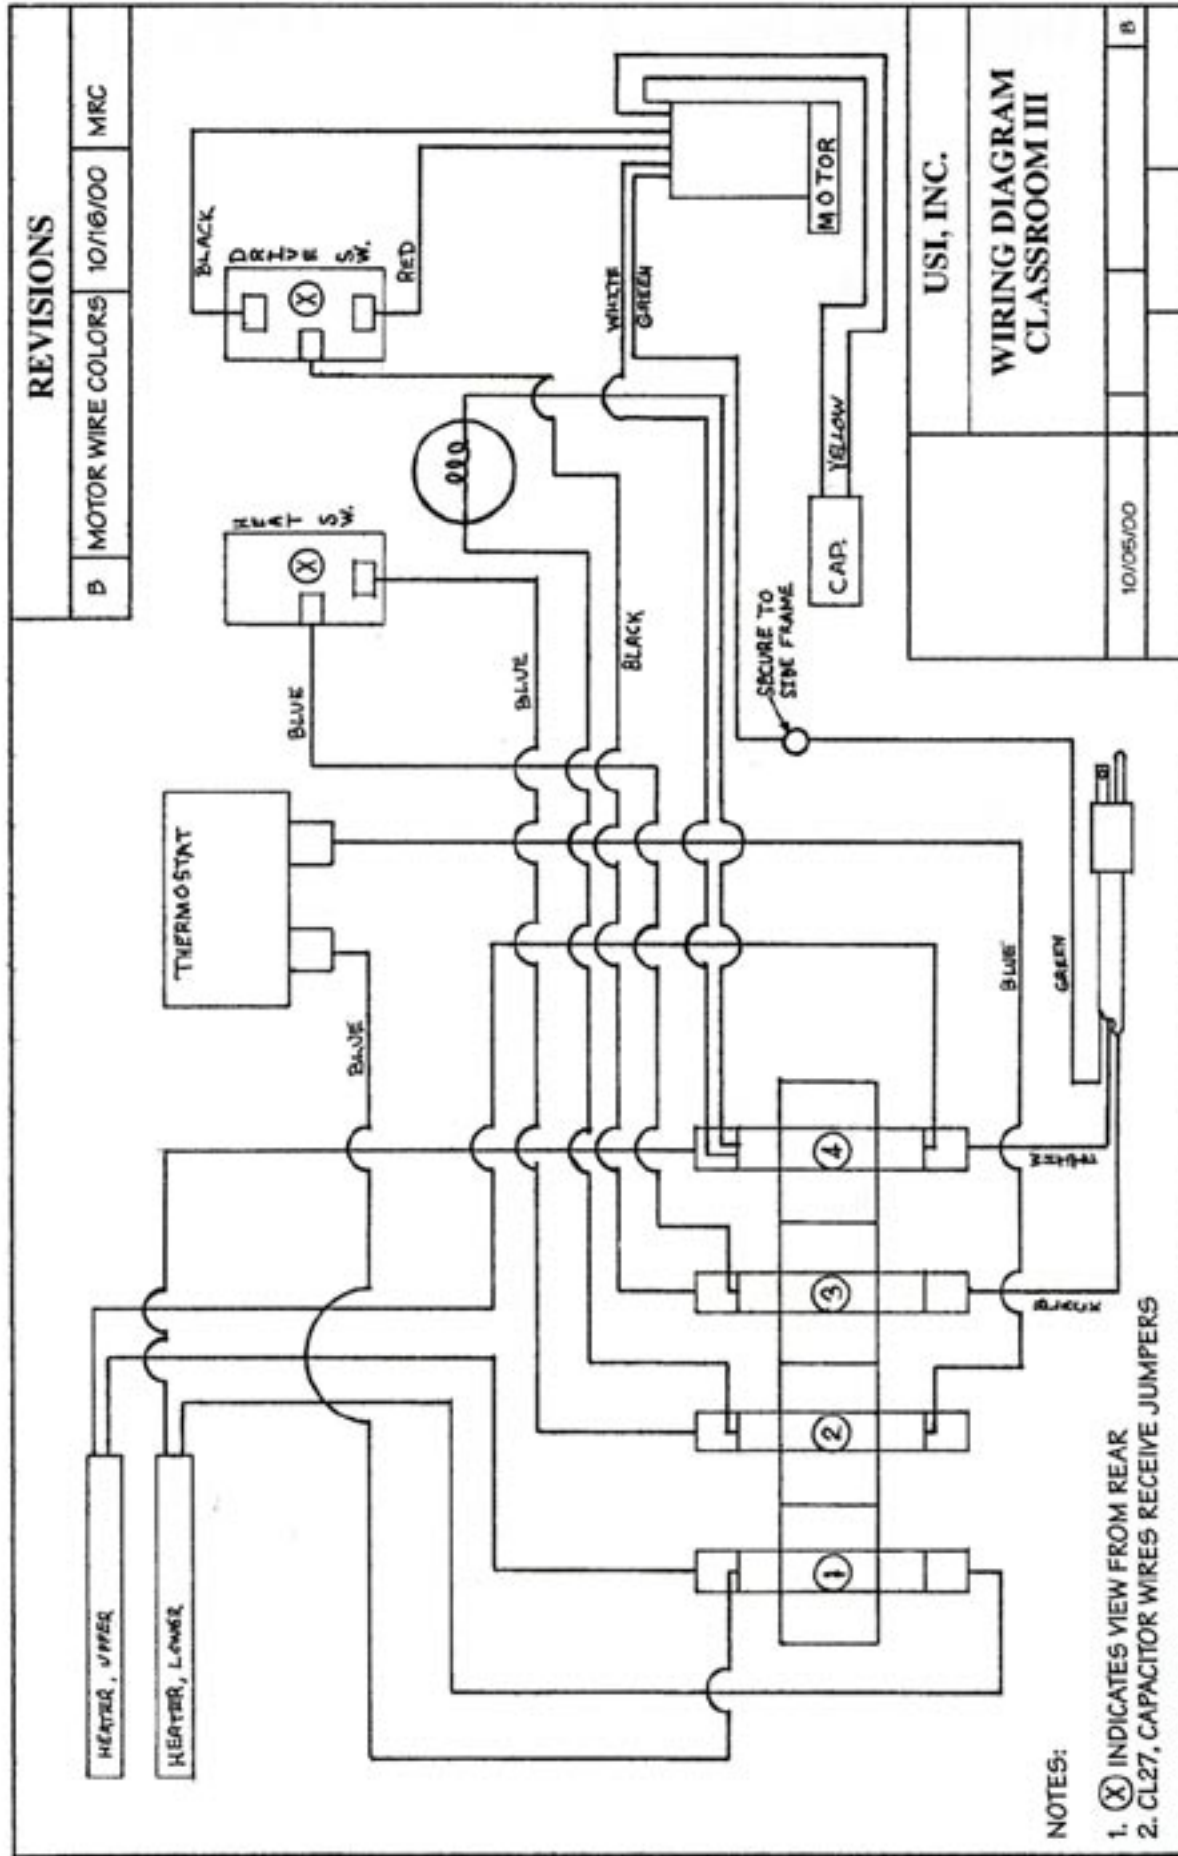 REVISIONS
B MOTOR WIRE COLORS 10/16/00 MRC
HEATER, UPPER
HEATER, LOWER
THERMOSTAT
HEAT SW.
X
DRIVE SW.
X
BLACK
RED
BLUE
BLUE
BLUE
BLACK
WHITE
GREEN
MOTOR
YELLOW
CAP.
SECURE TO
SIDE FRAME
1
2
3
4
BLUE
GREEN
WHITE
BLACK
NOTES:
1. X INDICATES VIEW FROM REAR
2. CL27, CAPACITOR WIRES RECEIVE JUMPERS
USI, INC.
WIRING DIAGRAM
CLASSROOM III
10/05/00
B